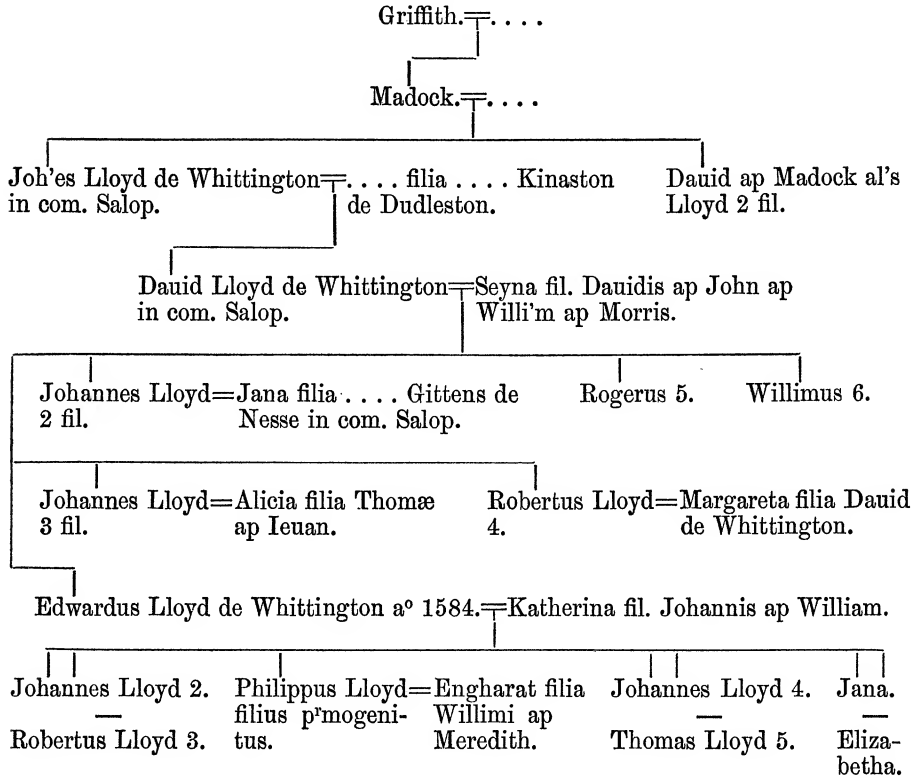 Griffith.=. . . .
Madock.=. . . .
Joh'es Lloyd de Whittington=. . . . filia . . . . Kinaston
in com. Salop. de Dudleston.
Dauid ap Madock al's
Lloyd 2 fil.
Dauid Lloyd de Whittington=Seyna fil. Dauidis ap John ap
in com. Salop. Willi'm ap Morris.
Johannes Lloyd=Jana filia . . . . Gittens de
2 fil. Nesse in com. Salop.
Rogerus 5.
Willimus 6.
Johannes Lloyd=Alicia filia Thomæ
3 fil. ap Ieuan.
Robertus Lloyd=Margareta filia Dauid
4. de Whittington.
Edwardus Lloyd de Whittington aº 1584.=Katherina fil. Johannis ap William.
Johannes Lloyd 2.
—
Robertus Lloyd 3.
Philippus Lloyd=Engharat filia
filius pʳmogeni- Willimi ap
tus. Meredith.
Johannes Lloyd 4.
—
Thomas Lloyd 5.
Jana.
—
Eliza-
betha.